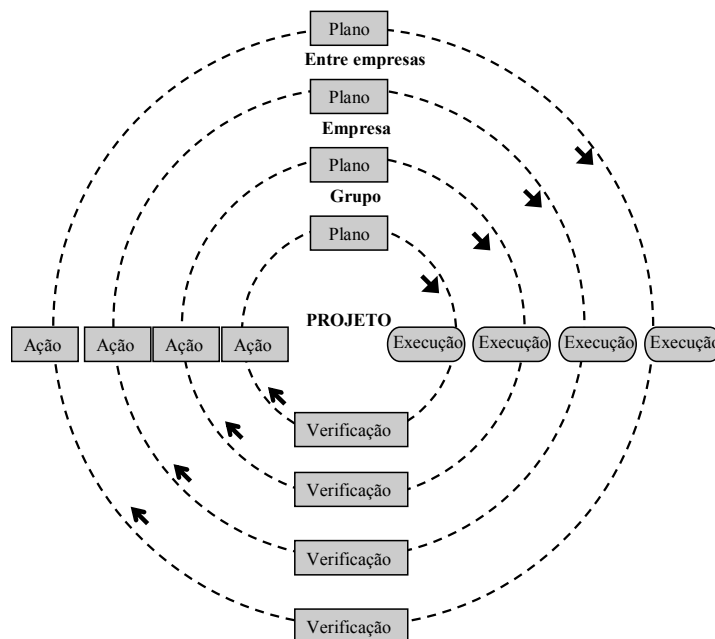 Plano
Entre empresas
Plano
Empresa
Plano
Grupo
Plano
PROJETO
Ação Ação Ação Ação Execução Execução Execução Execução
Verificação
Verificação
Verificação
Verificação